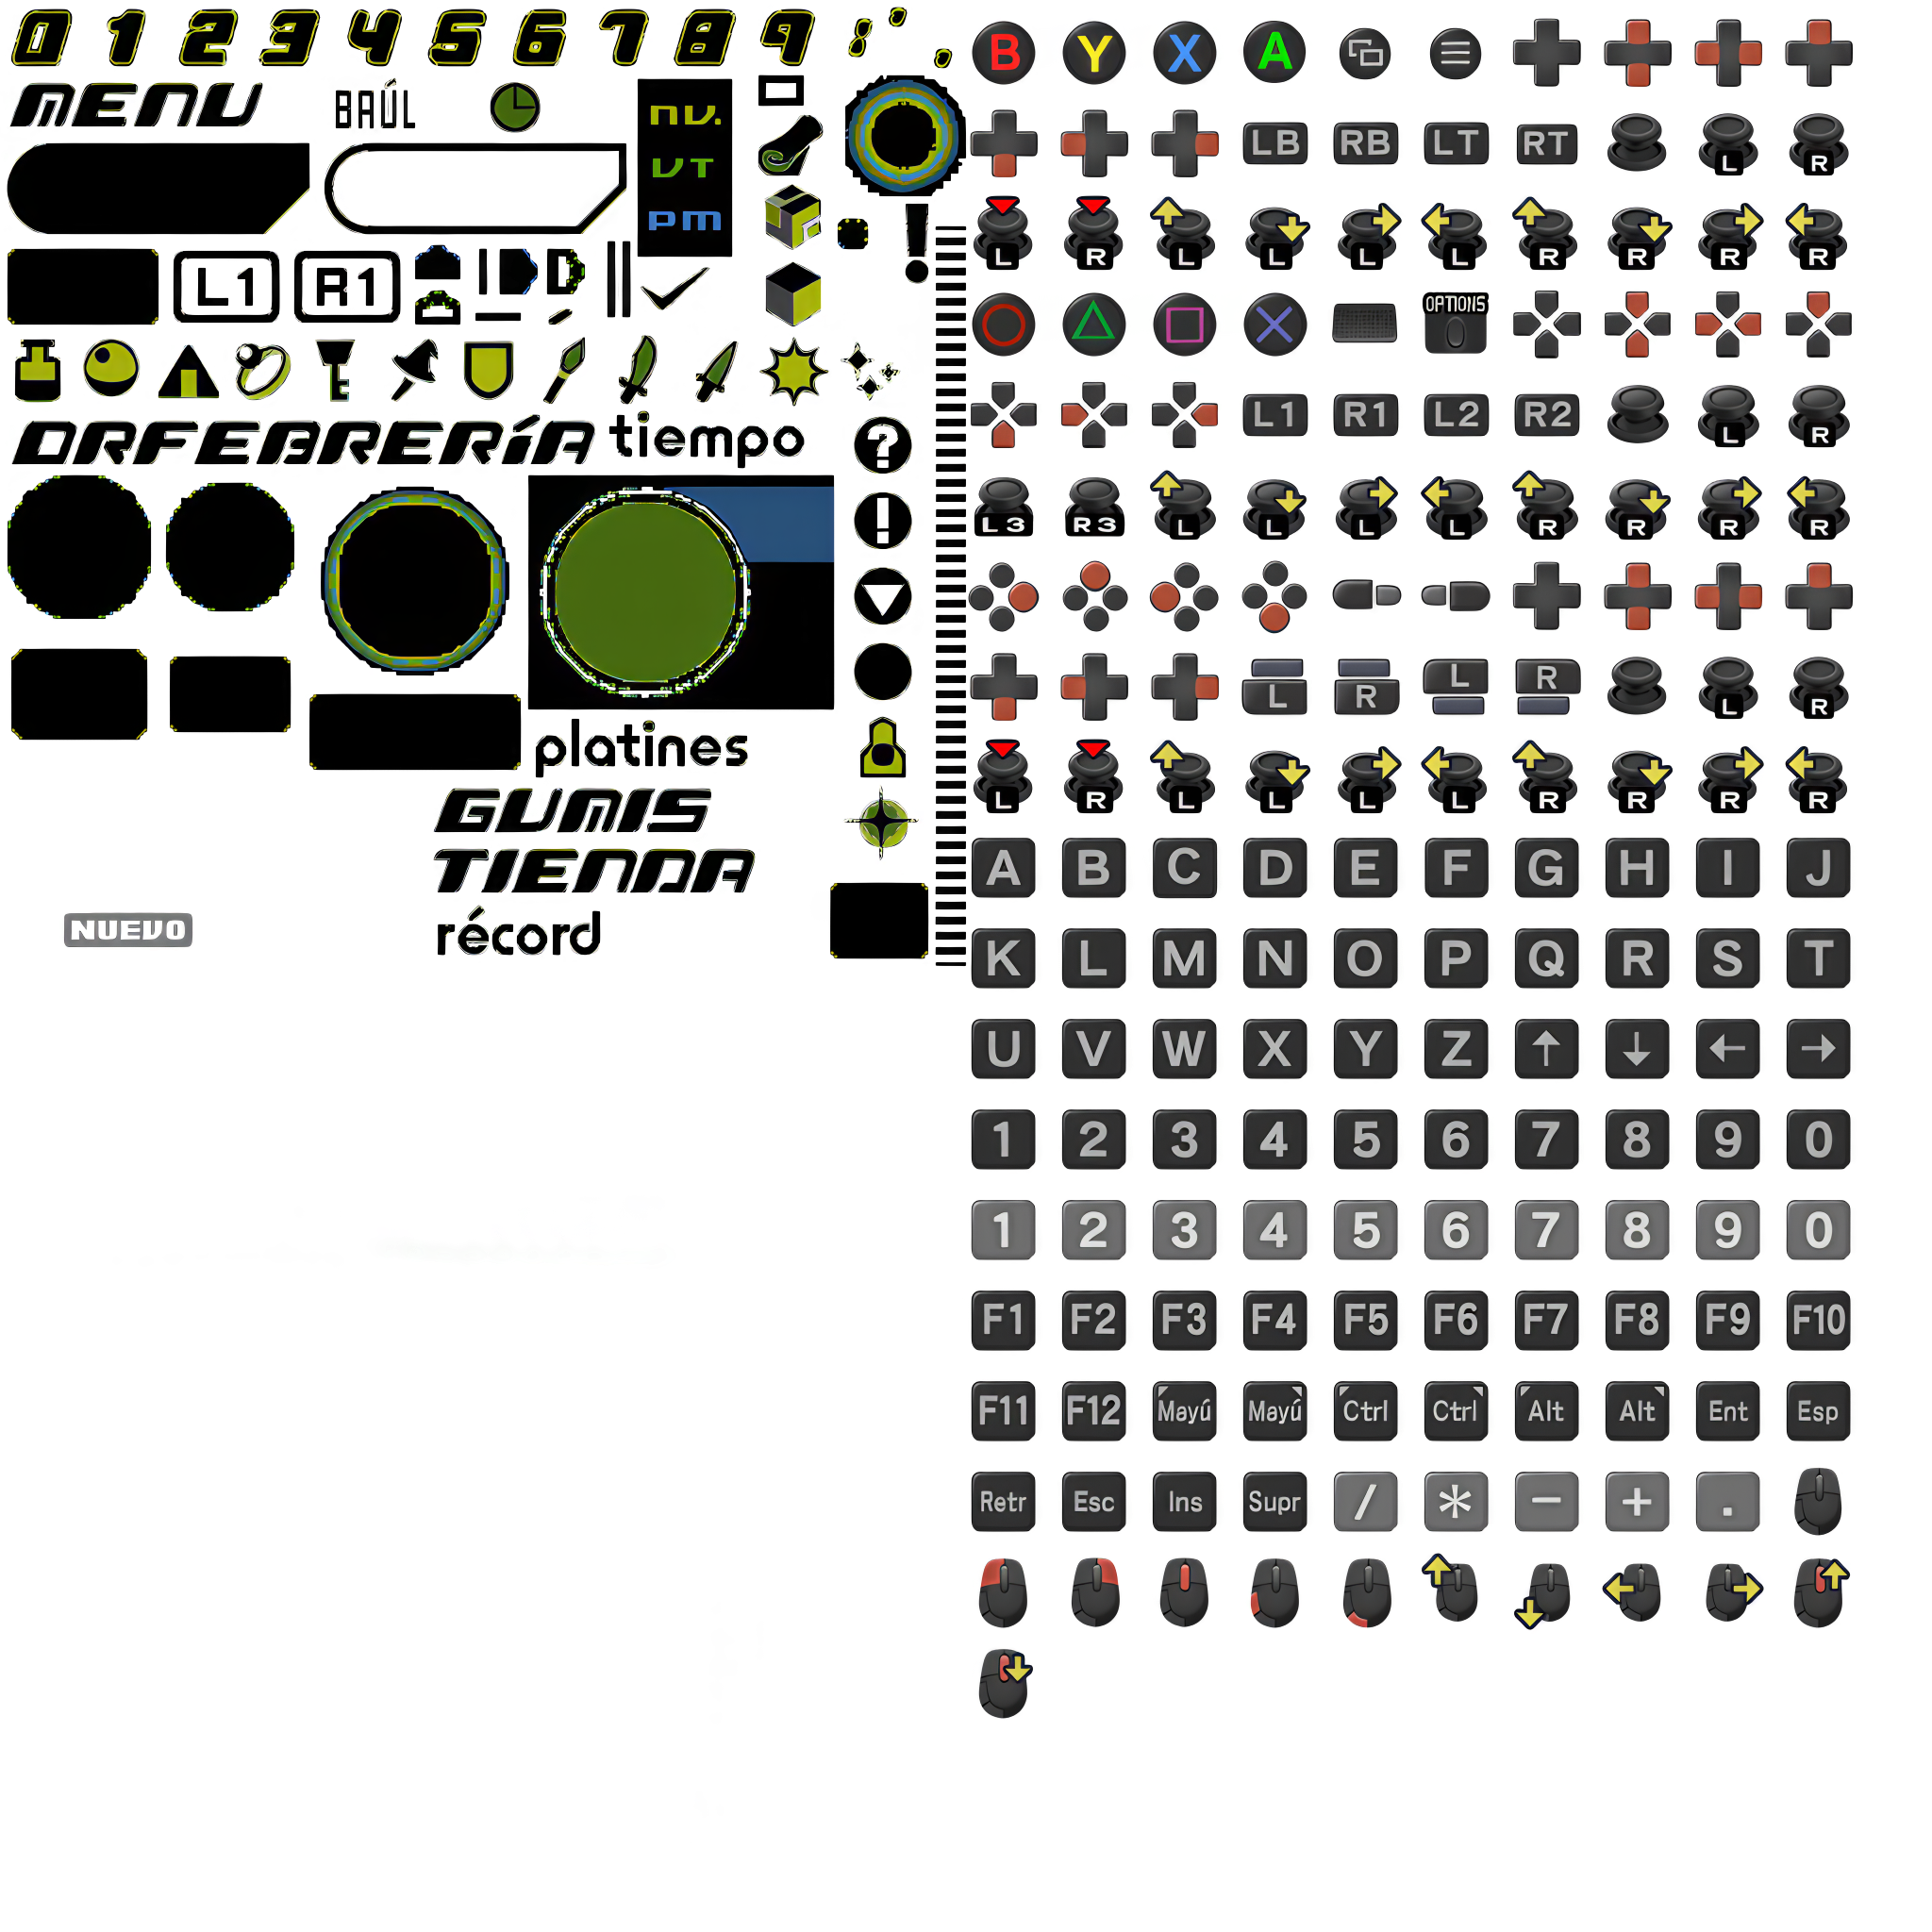 0 1 2 3 4 5 6 7 8 9 : ' .
MENU
BAÚL
NV.
VT
PM
L1 R1
ORFEBRERÍA
tiempo
?
!
platines
GUMIS
TIENDA
récord
NUEVO
B Y X A
LB RB LT RT L R
L R L L L L R R R R
OPTIONS
L1 R1 L2 R2 L R
L3 R3 L L L L R R R R
L R L R L R
L R L L L L R R R R
A B C D E F G H I J
K L M N O P Q R S T
U V W X Y Z ↑ ↓ ← →
1 2 3 4 5 6 7 8 9 0
1 2 3 4 5 6 7 8 9 0
F1 F2 F3 F4 F5 F6 F7 F8 F9 F10
F11 F12 Mayú Mayú Ctrl Ctrl Alt Alt Ent Esp
Retr Esc Ins Supr / * - + .